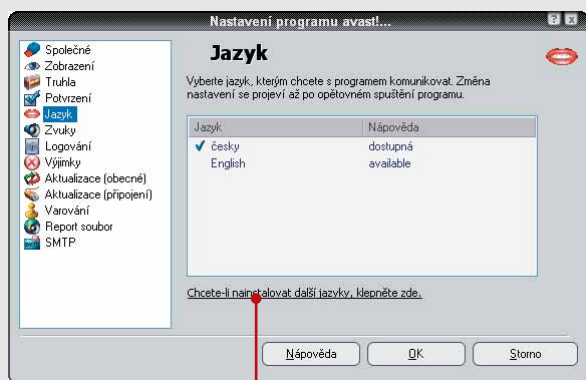 Nastavení programu avast!...
Společné
Zobrazení
Truhla
Potvrzení
Jazyk
Zvuky
Logování
Výjimky
Aktualizace (obecné)
Aktualizace (připojení)
Varování
Report soubor
SMTP
Jazyk
Vyberte jazyk, kterým chcete s programem komunikovat. Změna
nastavení se projeví až po opětovném spuštění programu.
Jazyk Nápověda
česky dostupná
English available
Chcete-li nainstalovat další jazyky, klepněte zde.
Nápověda OK Storno